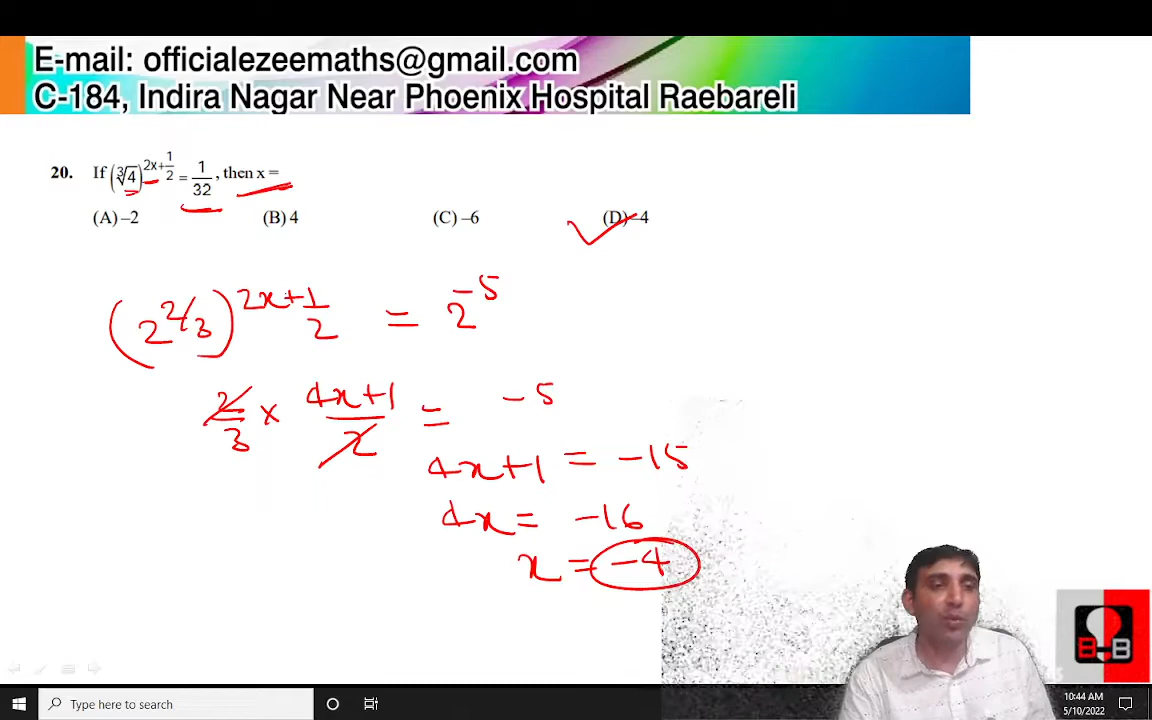 E-mail: officialezeemaths@gmail.com
C-184, Indira Nagar Near Phoenix Hospital Raebareli
20. If (∛4)^(2x+1/2) = 1/32, then x =
(A) –2 (B) 4 (C) –6 (D) –4
(2^(2/3))^(2x+1/2) = 2^(-5)
2/3 × (4x+1)/2 = -5
4x+1 = -15
4x = -16
x = -4
B B
Type here to search
10:44 AM
5/10/2022